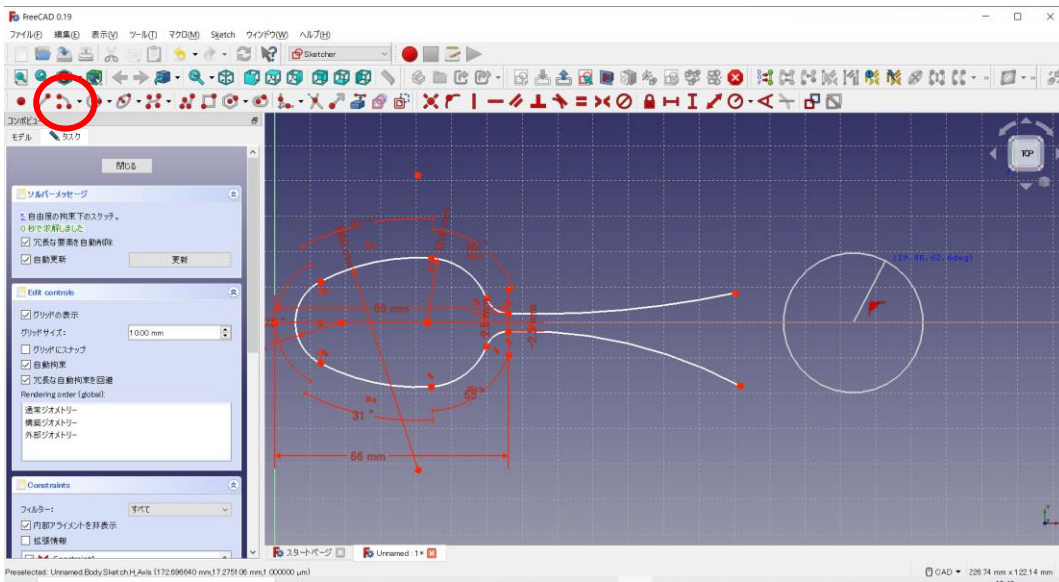 FreeCAD 0.19
ファイル(F) 編集(E) 表示(V) ツール(T) マクロ(M) Sketch ウィンドウ(W) ヘルプ(H)
Sketcher
コンボビュー
モデル タスク
閉じる
ソルバーメッセージ
5 自由度の拘束下のスケッチ。
0 秒で求解しました
冗長な要素を自動削除
自動更新 更新
Edit controls
グリッドの表示
グリッドサイズ: 10.00 mm
グリッドにスナップ
自動拘束
冗長な自動拘束を回避
Rendering order (global):
通常ジオメトリー
構築ジオメトリー
外部ジオメトリー
Constraints
フィルター: すべて
内部アライメントを非表示
拡張情報
TOP
(19.8R,62.6deg)
65 mm
63 °
31 °
66 mm
スタートページ Unnamed : 1*
Preselected: Unnamed.Body.Sketch.H_Axis (172.696640 mm,17.275106 mm,1.000000 μm)
CAD 226.74 mm x 122.14 mm